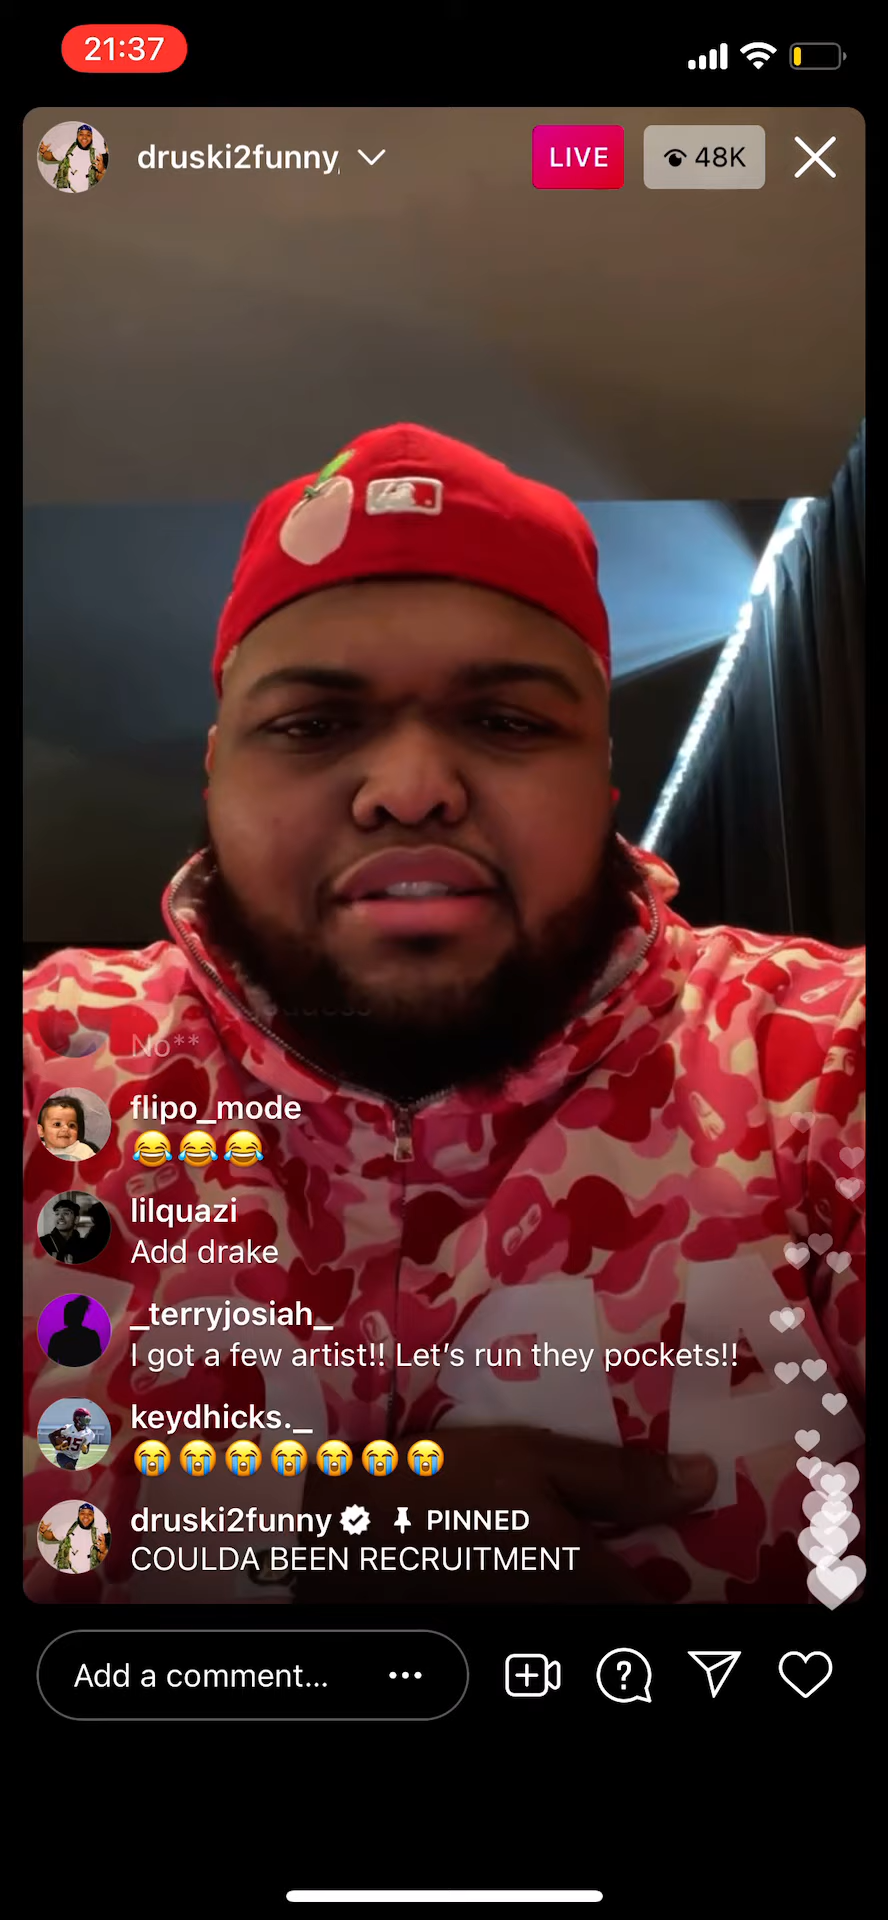 21:37
druski2funny
LIVE
48K
No**
flipo_mode
😂😂😂
lilquazi
Add drake
_terryjosiah_
I got a few artist!! Let’s run they pockets!!
keydhicks._
😭😭😭😭😭😭😭
druski2funny PINNED
COULDA BEEN RECRUITMENT
Add a comment...